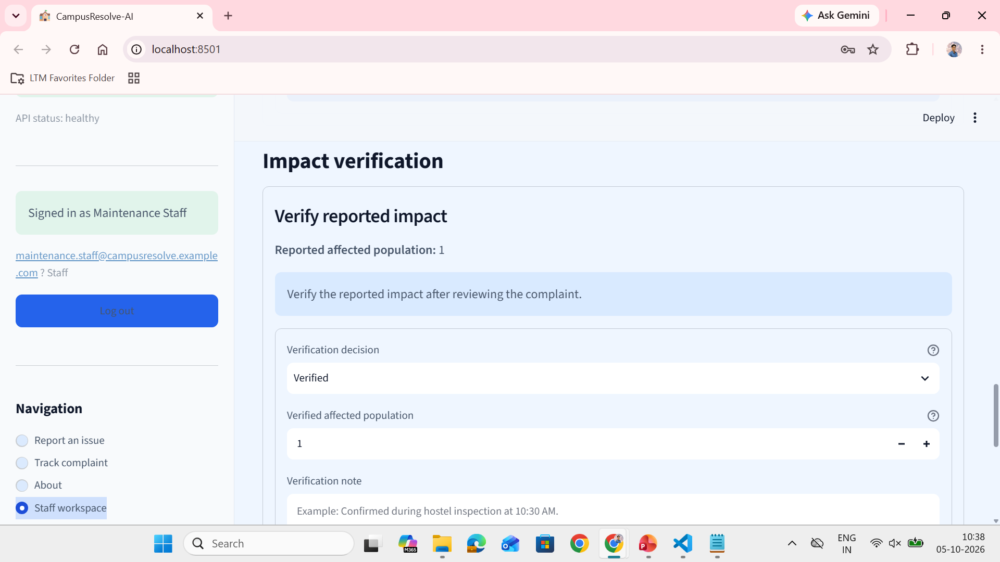 CampusResolve-AI
Ask Gemini
localhost:8501
LTM Favorites Folder
API status: healthy
Signed in as Maintenance Staff
maintenance.staff@campusresolve.example
.com ? Staff
Log out
Navigation
Report an issue
Track complaint
About
Staff workspace
Deploy
Impact verification
Verify reported impact
Reported affected population: 1
Verify the reported impact after reviewing the complaint.
Verification decision
Verified
Verified affected population
1
Verification note
Example: Confirmed during hostel inspection at 10:30 AM.
Search
M365
ENG
IN
10:38
05-10-2026